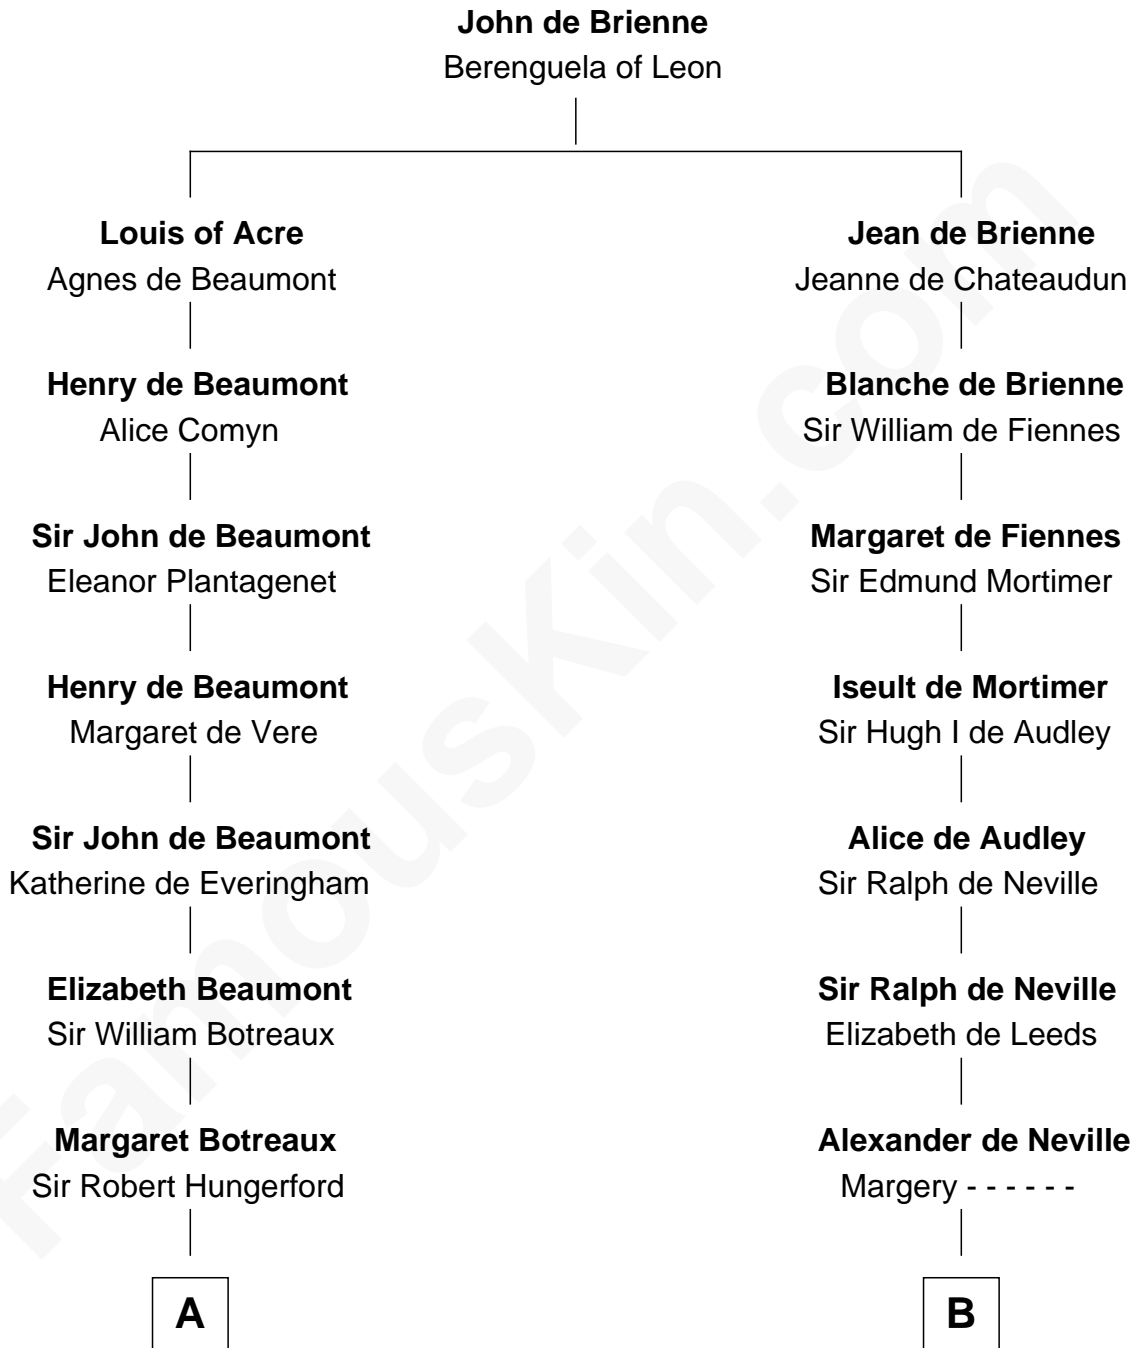 John de Brienne
Berenguela of Leon
Louis of Acre
Agnes de Beaumont
Jean de Brienne
Jeanne de Chateaudun
Henry de Beaumont
Alice Comyn
Blanche de Brienne
Sir William de Fiennes
Sir John de Beaumont
Eleanor Plantagenet
Margaret de Fiennes
Sir Edmund Mortimer
Henry de Beaumont
Margaret de Vere
Iseult de Mortimer
Sir Hugh I de Audley
Sir John de Beaumont
Katherine de Everingham
Alice de Audley
Sir Ralph de Neville
Elizabeth Beaumont
Sir William Botreaux
Sir Ralph de Neville
Elizabeth de Leeds
Margaret Botreaux
Sir Robert Hungerford
Alexander de Neville
Margery - - - - - -
A
B
FamousKin.com